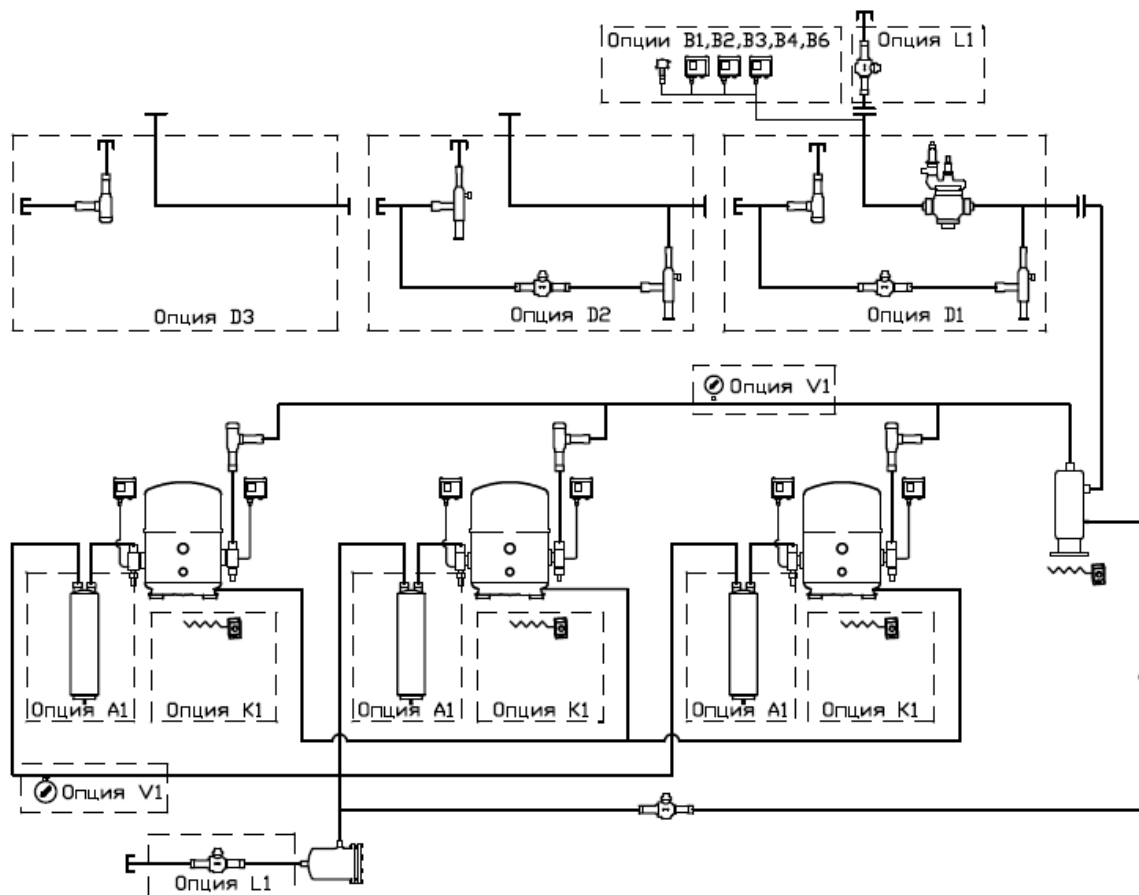 Опции B1,B2,B3,B4,B6
Опция L1
Опция D3
Опция D2
Опция D1
Опция V1
Опция A1
Опция K1
Опция A1
Опция K1
Опция A1
Опция K1
Опция V1
Опция L1